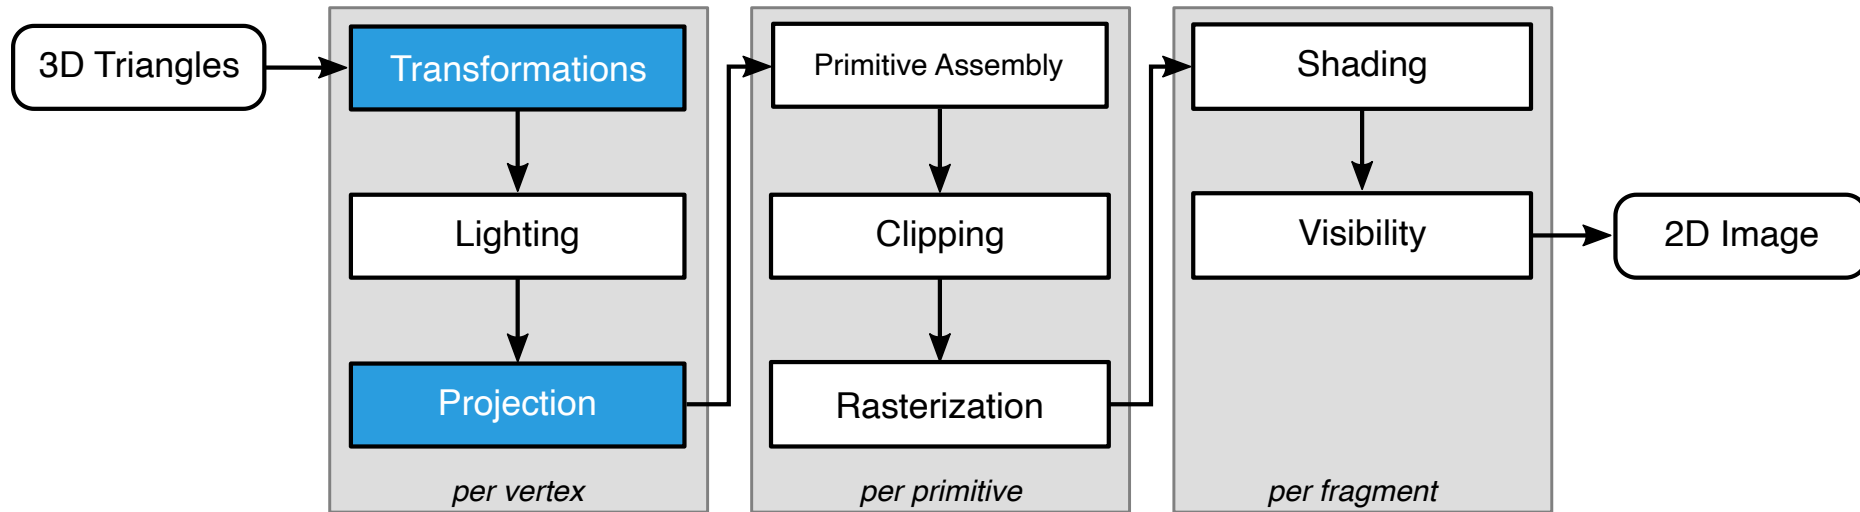 3D Triangles
Transformations
Lighting
Projection
per vertex
Primitive Assembly
Clipping
Rasterization
per primitive
Shading
Visibility
per fragment
2D Image